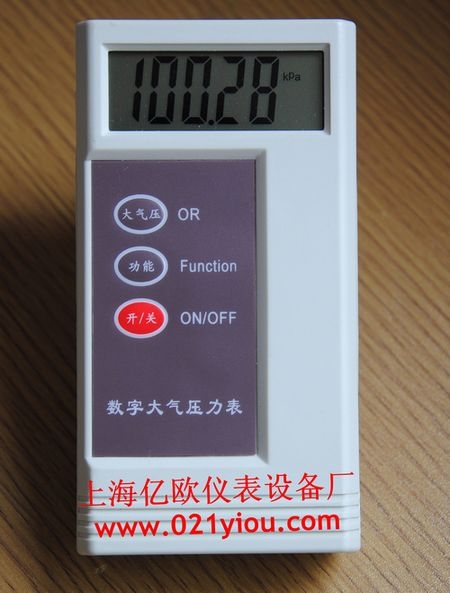 100.28 kPa
大气压 OR
功能 Function
开/关 ON/OFF
数字大气压力表
上海亿欧仪表设备厂
www.021yiou.com